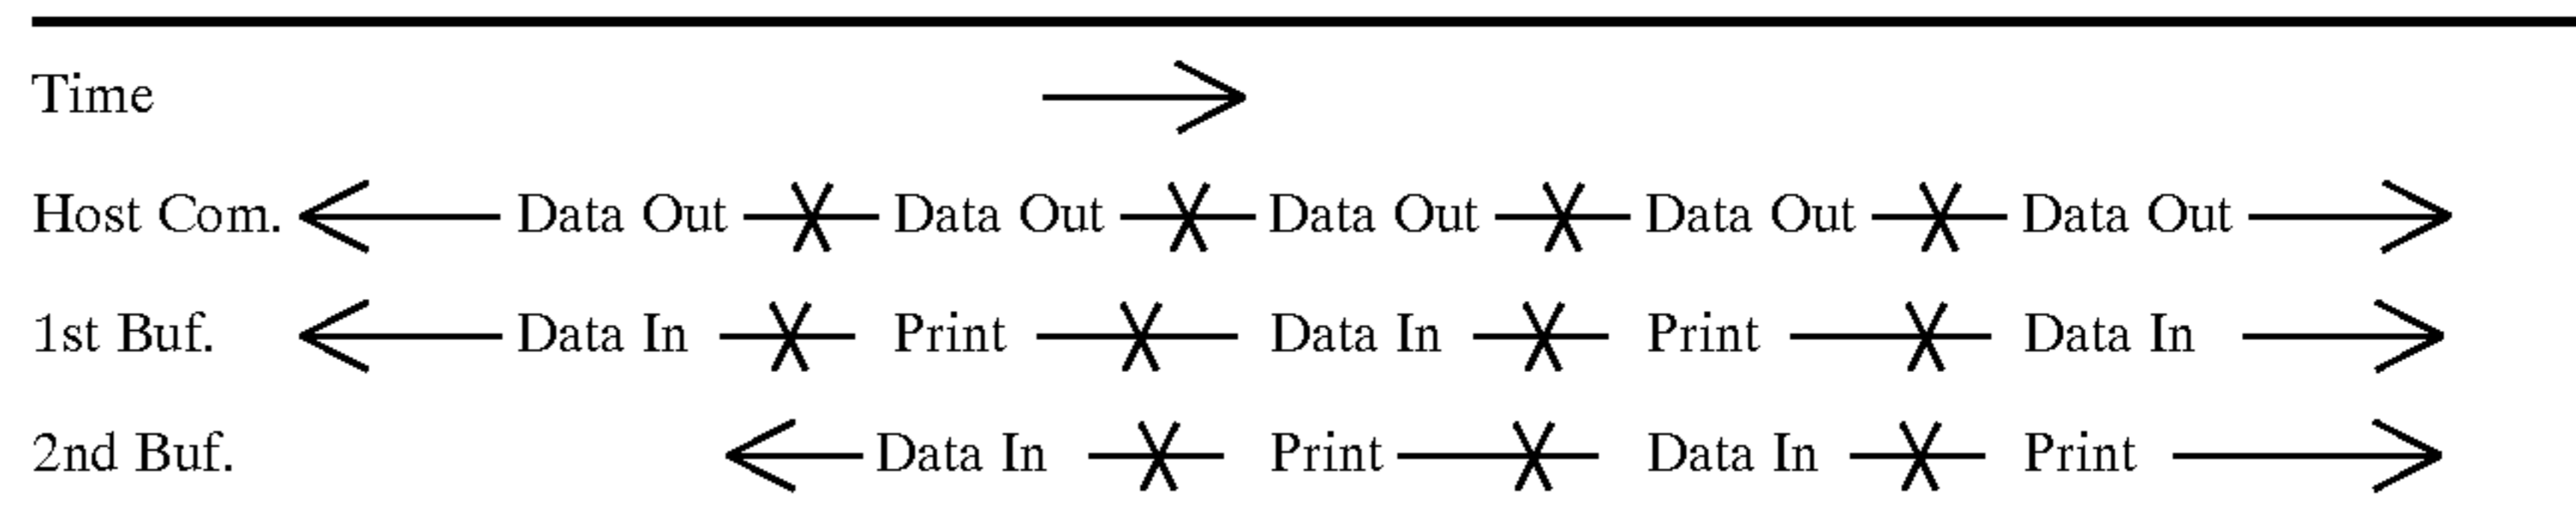 Time
Host Com. Data Out Data Out Data Out Data Out Data Out
1st Buf. Data In Print Data In Print Data In
2nd Buf. Data In Print Data In Print